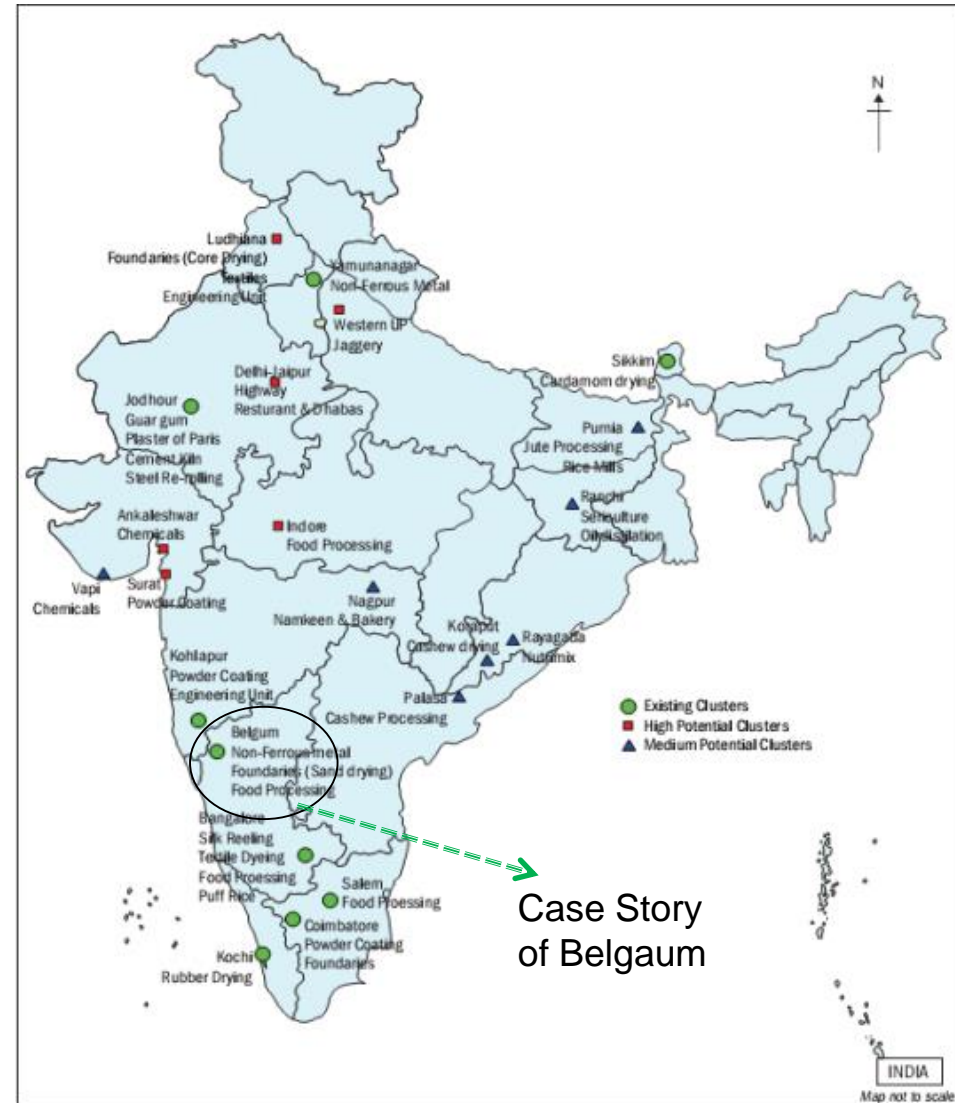 N
Ludhiana
Foundaries (Core Drying)
Textiles
Engineering Unit
Yamunanagar
Non-Ferrous Metal
Western UP
Jaggery
Delhi-Jaipur
Highway
Resturant & Dhabas
Sikkim
Cardamom drying
Jodhour
Guar gum
Plaster of Paris
Cement Kiln
Steel Re-rolling
Purnia
Jute Processing
Rice Mills
Ranchi
Sericulture
Ankaleshwar
Chemicals
Indore
Food Processing
Vapi
Chemicals
Surat
Powder Coating
Nagpur
Namkeen & Bakery
Koraput
Cashew drying
Rayagada
Nutrimix
Palasa
Cashew Processing
Kohlapur
Powder Coating
Engineering Unit
Existing Clusters
High Potential Clusters
Medium Potential Clusters
Belgum
Non-Ferrous metal
Foundaries (Sand drying)
Food Processing
Bangalore
Silk Reeling
Textile Dyeing
Food Proessing
Puff Rice
Salem
Food Proessing
Coimbatore
Powder Coating
Foundaries
Kochi
Rubber Drying
Case Story
of Belgaum
INDIA
Map not to scale